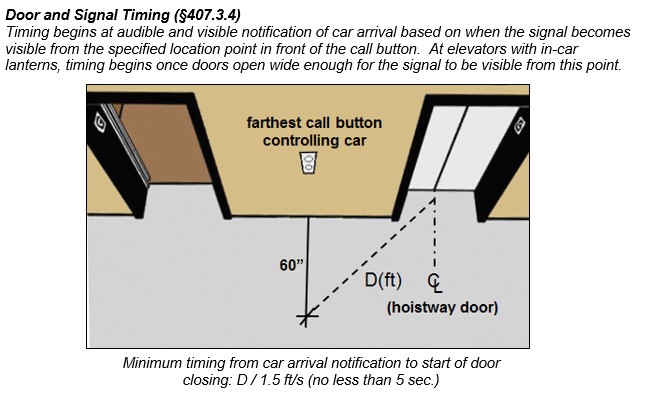 Door and Signal Timing (§407.3.4)
Timing begins at audible and visible notification of car arrival based on when the signal becomes
visible from the specified location point in front of the call button.  At elevators with in-car
lanterns, timing begins once doors open wide enough for the signal to be visible from this point.
farthest call button
controlling car
60”
D(ft)
℄
(hoistway door)
Minimum timing from car arrival notification to start of door
closing: D / 1.5 ft/s (no less than 5 sec.)